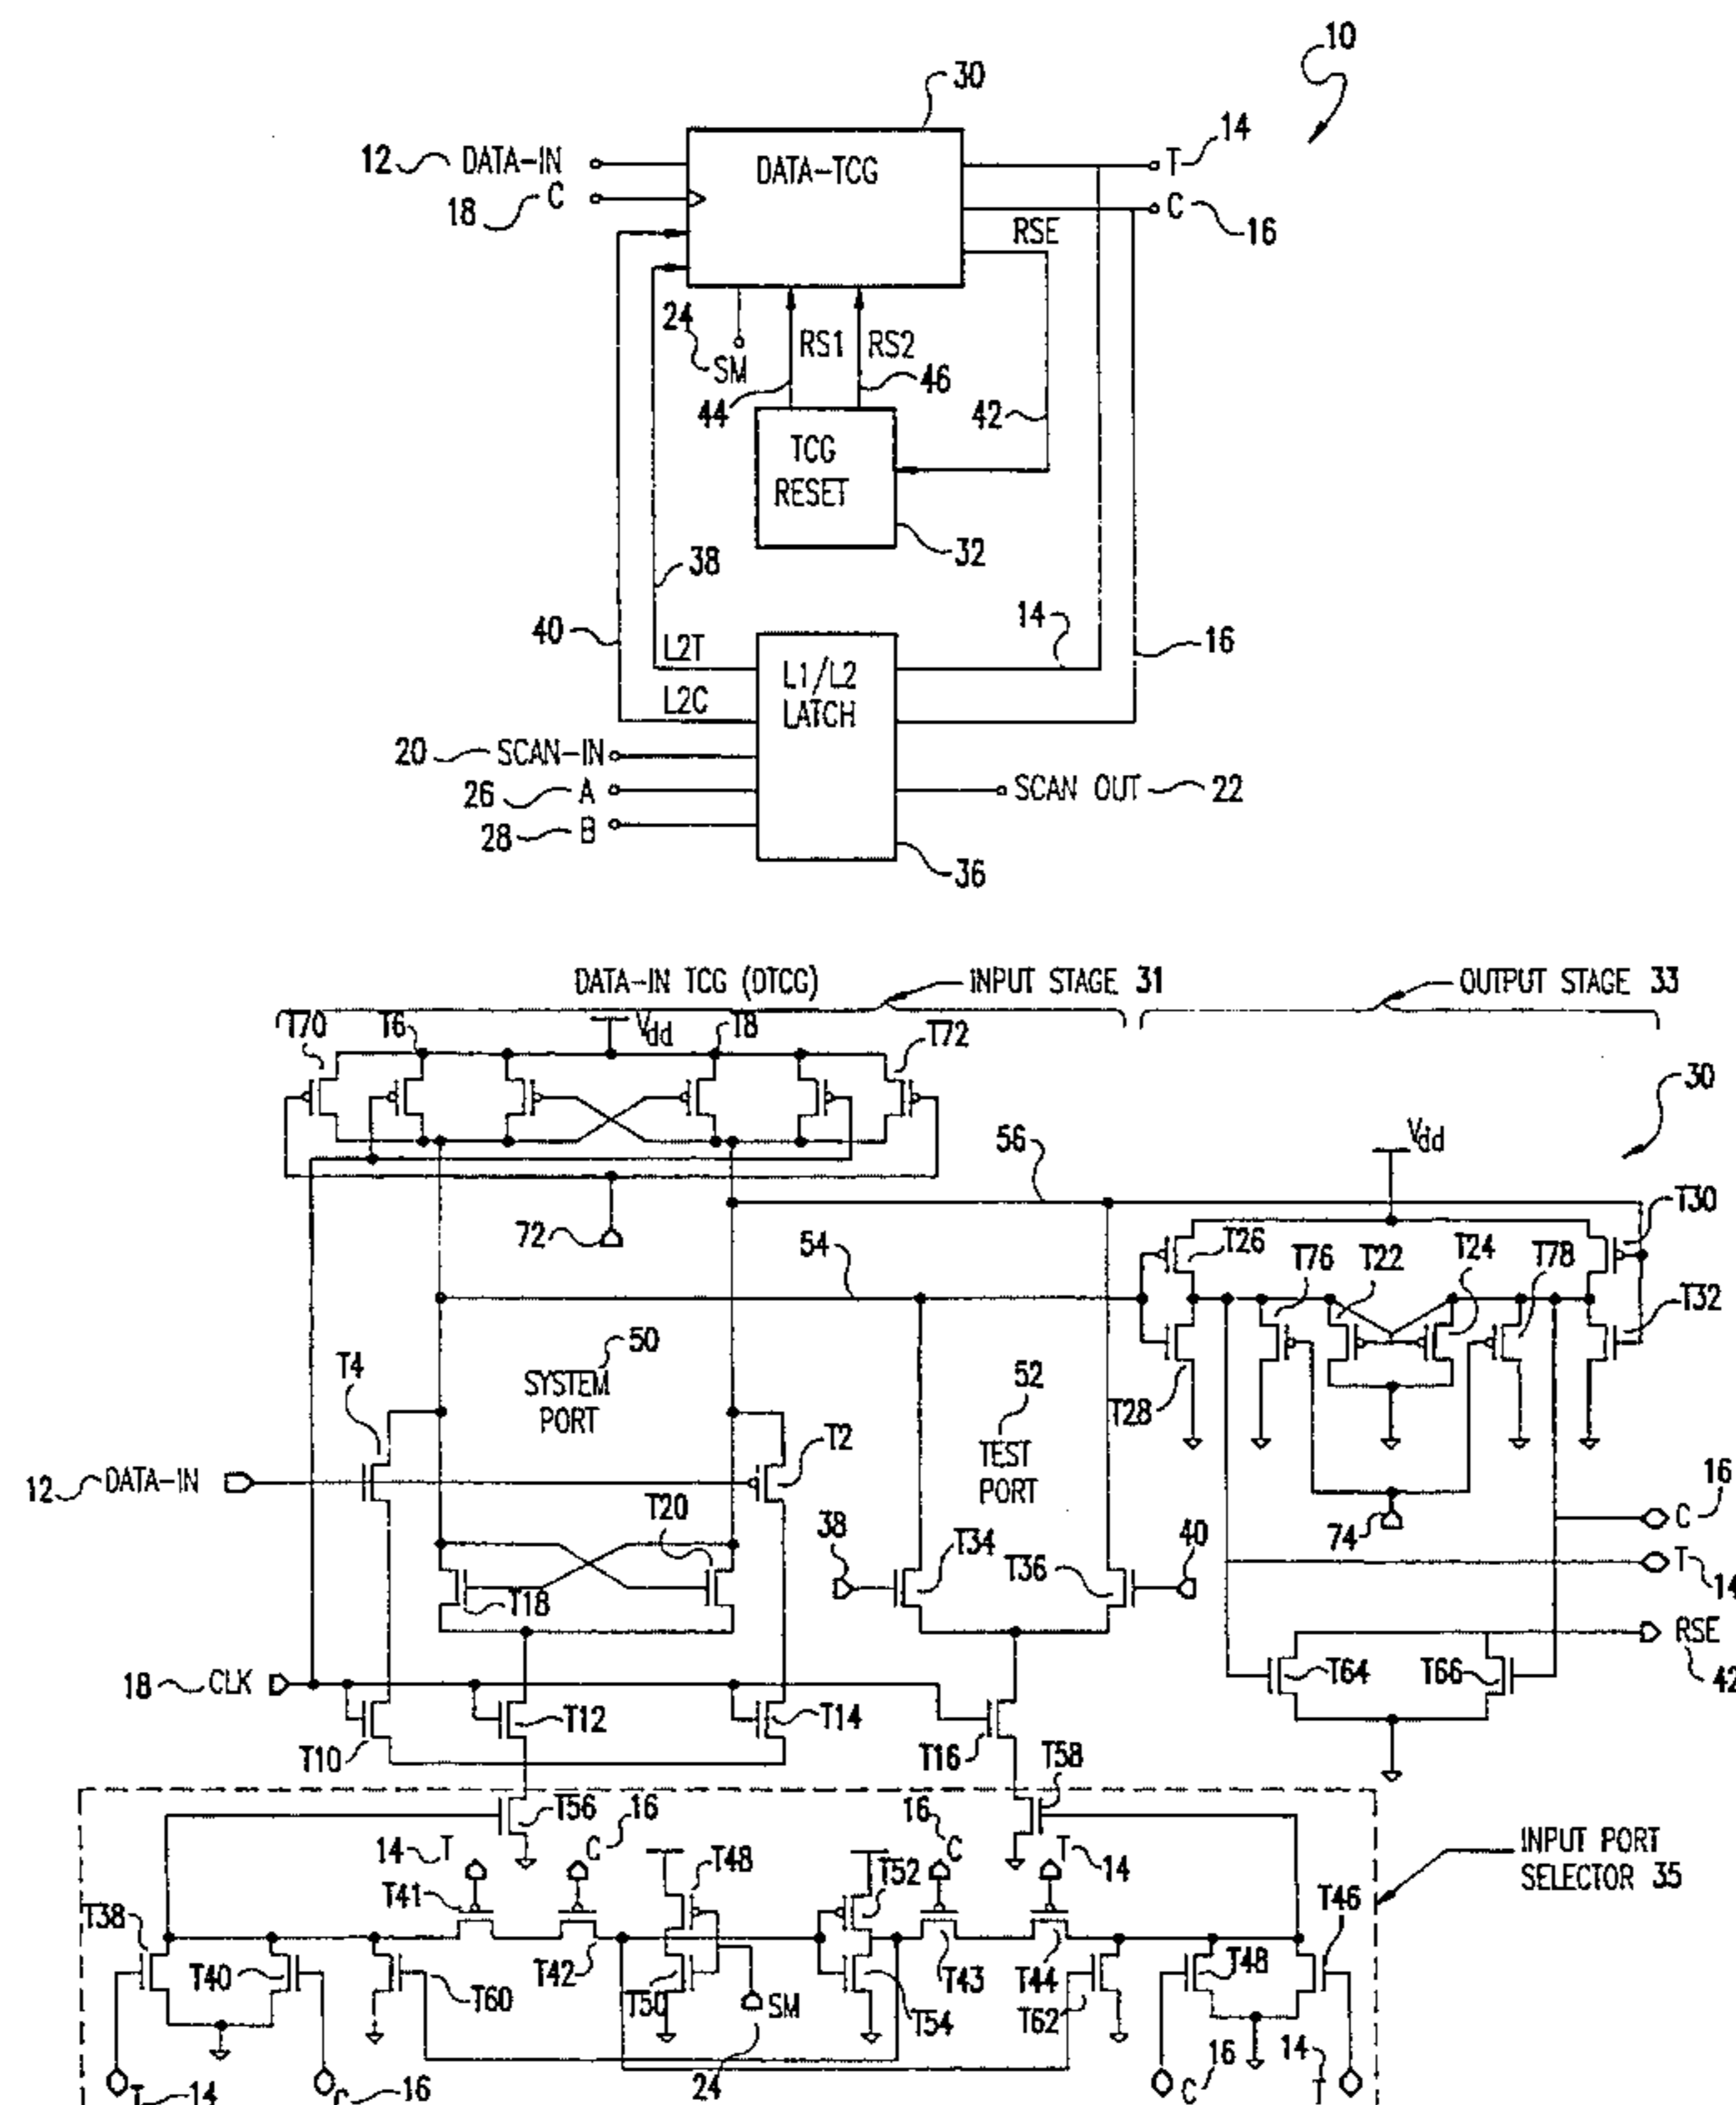 10
30
12 DATA-IN
DATA-TCG
T 14
18 C
C 16
RSE
24
SM
RS1 RS2
44
46
42
TCG
RESET
32
38
40
14
16
L2T
L2C
L1/L2
LATCH
20 SCAN-IN
26 A
28 B
SCAN OUT 22
36
DATA-IN TCG (DTCG)
INPUT STAGE 31
OUTPUT STAGE 33
T70 T6 Vdd T8 T72
30
56
Vdd
72
54
T26 T76 T22 T24 T78 T30
T32
T28
SYSTEM 50
PORT
T4
T2
52
TEST
PORT
12 DATA-IN
T20
38
T34
T36
40
74
C 16
T 14
T18
RSE
42
T64 T66
18 CLK
T10 T12 T14 T16
T58
T56
14 T
C 16
T48
16 C
T 14
T52
INPUT PORT
SELECTOR 35
T38
T41
T46
T40
T60
T42
T50
SM
T54
T43
T44
T62
T48
24
T 14
C 16
C 16
14 T